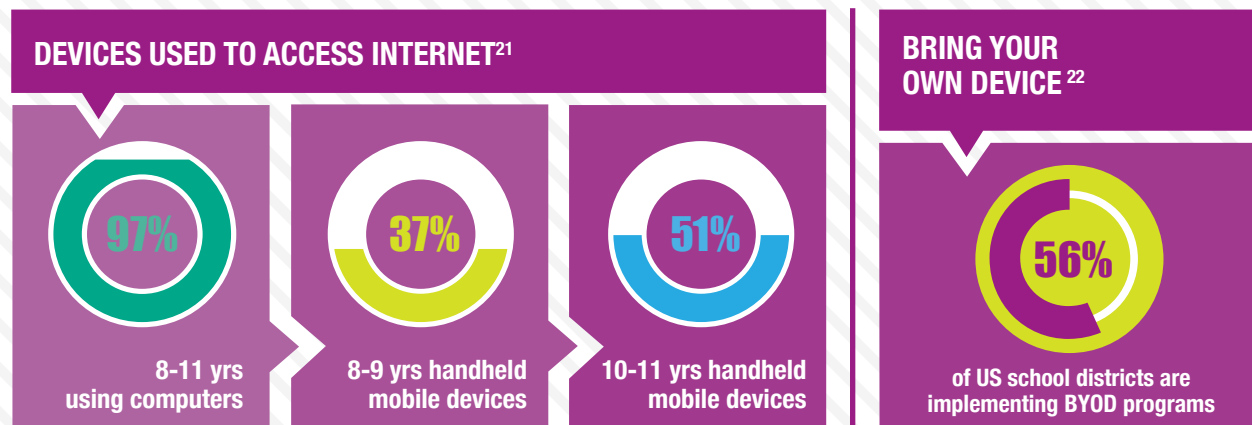 DEVICES USED TO ACCESS INTERNET21
97%
8-11 yrs
using computers
37%
8-9 yrs handheld
mobile devices
51%
10-11 yrs handheld
mobile devices
BRING YOUR
OWN DEVICE 22
56%
of US school districts are
implementing BYOD programs